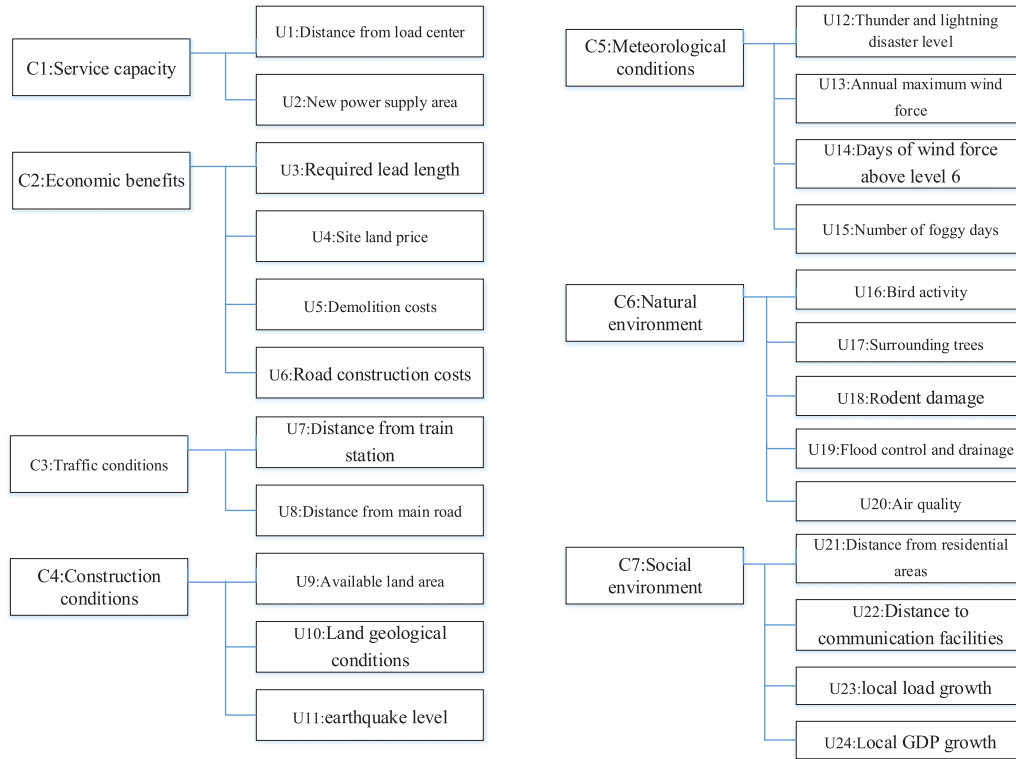 C1:Service capacity
U1:Distance from load center
U2:New power supply area
C2:Economic benefits
U3:Required lead length
U4:Site land price
U5:Demolition costs
U6:Road construction costs
C3:Traffic conditions
U7:Distance from train
station
U8:Distance from main road
C4:Construction
conditions
U9:Available land area
U10:Land geological
conditions
U11:earthquake level
C5:Meteorological
conditions
U12:Thunder and lightning
disaster level
U13:Annual maximum wind
force
U14:Days of wind force
above level 6
U15:Number of foggy days
C6:Natural
environment
U16:Bird activity
U17:Surrounding trees
U18:Rodent damage
U19:Flood control and drainage
U20:Air quality
C7:Social
environment
U21:Distance from residential
areas
U22:Distance to
communication facilities
U23:local load growth
U24:Local GDP growth